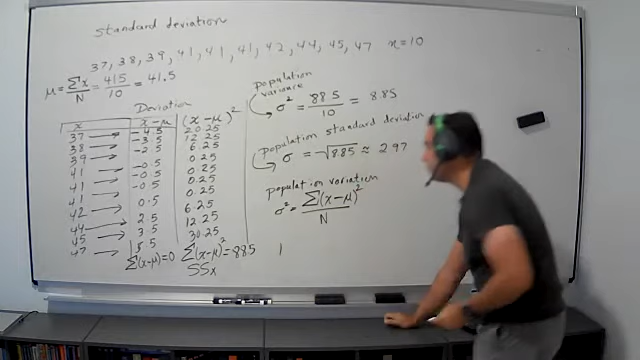 standard deviation
37, 38, 39, 41, 41, 41, 42, 44, 45, 47 n = 10
μ = Σx/N = 415/10 = 41.5
Deviation
x x-μ (x-μ)²
37 -4.5 20.25
38 -3.5 12.25
39 -2.5 6.25
41 -0.5 0.25
41 -0.5 0.25
41 -0.5 0.25
42 0.5 0.25
44 2.5 6.25
45 3.5 12.25
47 5.5 30.25
Σ(x-μ)=0 Σ(x-μ)²=885
SSx
population variance
σ² = 88.5/10 = 8.85
population standard deviation
σ = √8.85 ≈ 2.97
population variation
σ² = Σ(x-μ)²/N